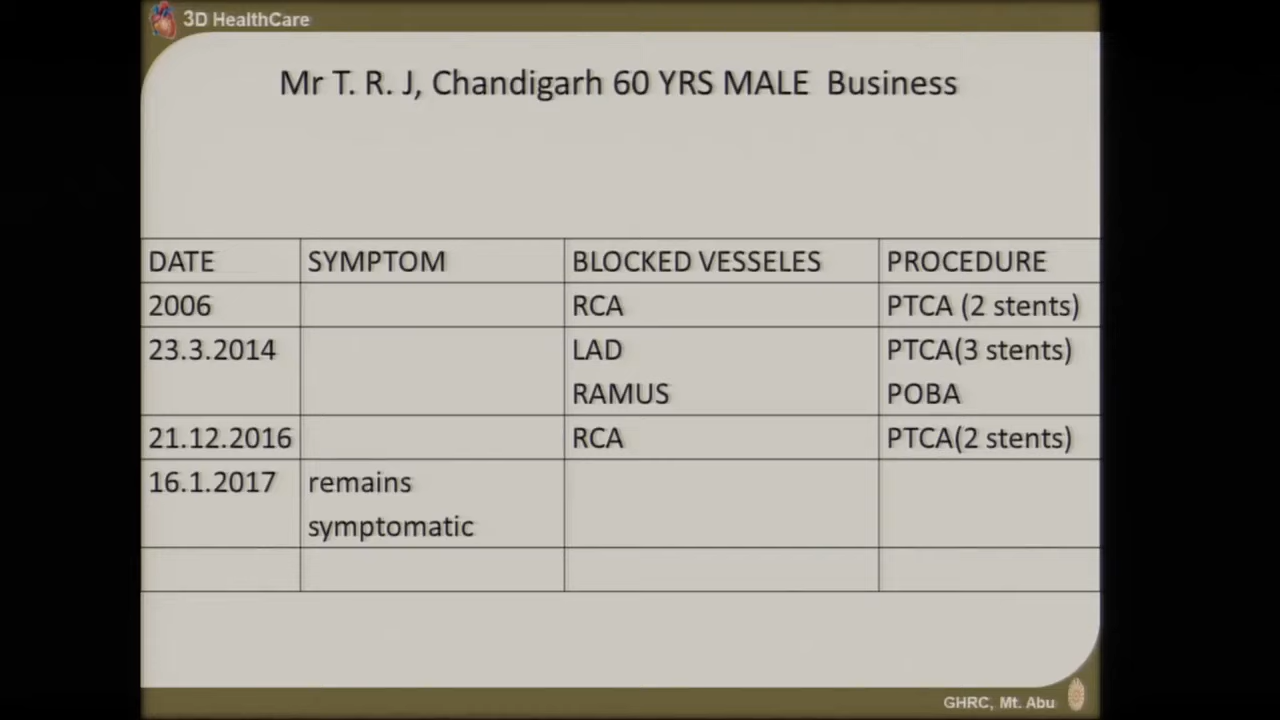 3D HealthCare
Mr T. R. J, Chandigarh 60 YRS MALE Business
DATE SYMPTOM BLOCKED VESSELES PROCEDURE
2006 RCA PTCA (2 stents)
23.3.2014 LAD PTCA(3 stents)
RAMUS POBA
21.12.2016 RCA PTCA(2 stents)
16.1.2017 remains
symptomatic
GHRC, Mt. Abu